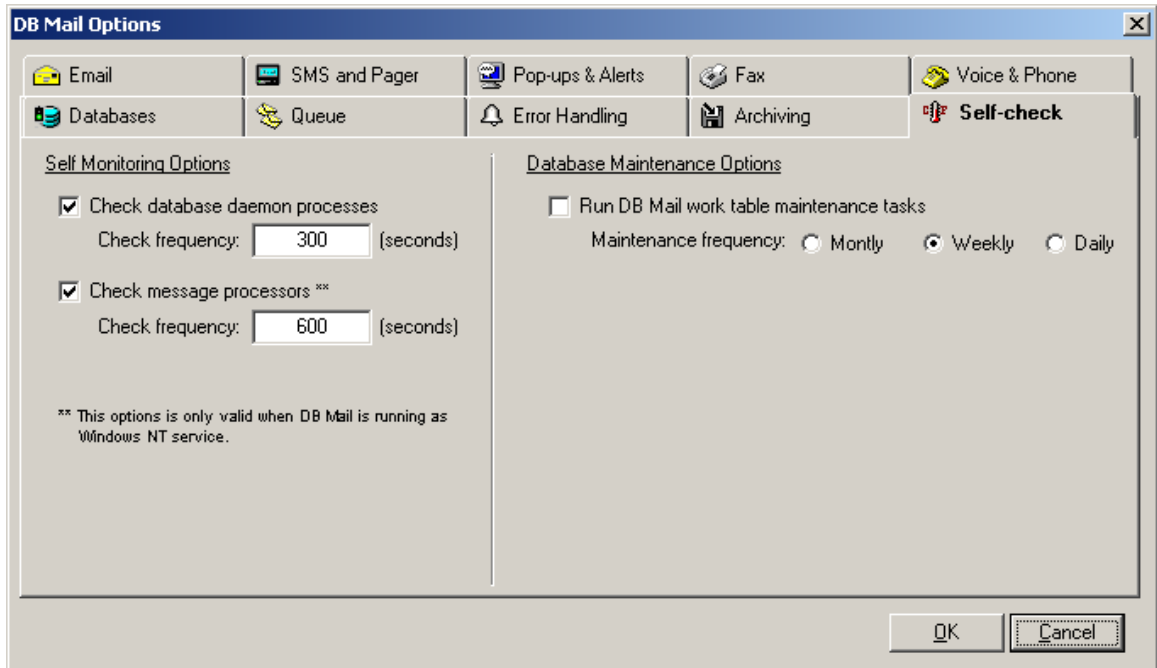 DB Mail Options
Email
SMS and Pager
Pop-ups & Alerts
Fax
Voice & Phone
Databases
Queue
Error Handling
Archiving
Self-check
Self Monitoring Options
Check database daemon processes
Check frequency: 300 (seconds)
Check message processors **
Check frequency: 600 (seconds)
** This options is only valid when DB Mail is running as
Windows NT service.
Database Maintenance Options
Run DB Mail work table maintenance tasks
Maintenance frequency: Montly Weekly Daily
OK
Cancel